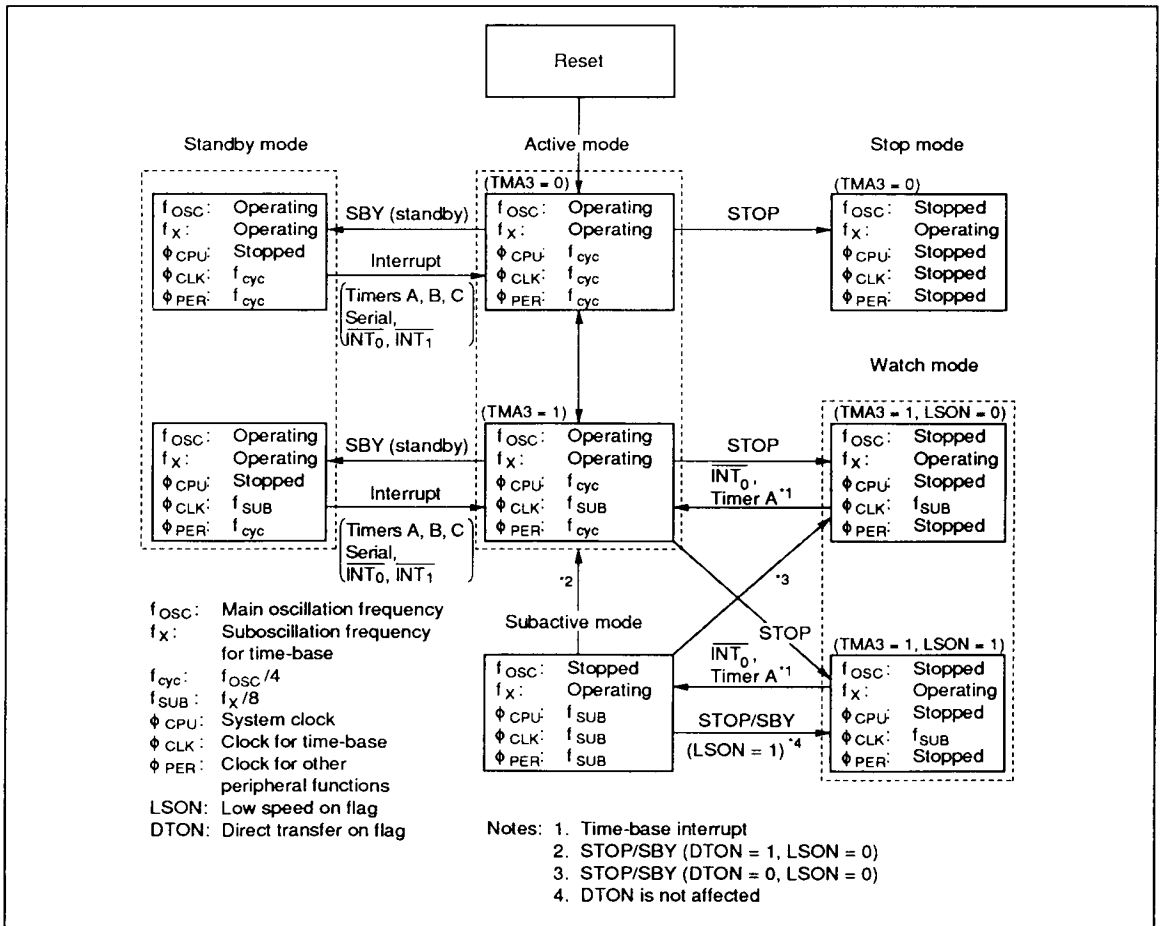 Reset
Standby mode
Active mode
Stop mode
(TMA3 = 0)
(TMA3 = 0)
fOSC: Operating
fX: Operating
ϕCPU: Stopped
ϕCLK: fcyc
ϕPER: fcyc
SBY (standby)
Interrupt
Timers A, B, C
Serial,
INT0, INT1
fOSC: Operating
fX: Operating
ϕCPU: fcyc
ϕCLK: fcyc
ϕPER: fcyc
STOP
fOSC: Stopped
fX: Operating
ϕCPU: Stopped
ϕCLK: Stopped
ϕPER: Stopped
Watch mode
(TMA3 = 1)
(TMA3 = 1, LSON = 0)
fOSC: Operating
fX: Operating
ϕCPU: Stopped
ϕCLK: fSUB
ϕPER: fcyc
SBY (standby)
Interrupt
Timers A, B, C
Serial,
INT0, INT1
fOSC: Operating
fX: Operating
ϕCPU: fcyc
ϕCLK: fSUB
ϕPER: fcyc
STOP
INT0,
Timer A*1
fOSC: Stopped
fX: Operating
ϕCPU: Stopped
ϕCLK: fSUB
ϕPER: Stopped
*2
*3
STOP
Subactive mode
(TMA3 = 1, LSON = 1)
fOSC: Stopped
fX: Operating
ϕCPU: fSUB
ϕCLK: fSUB
ϕPER: fSUB
INT0,
Timer A*1
STOP/SBY
(LSON = 1) *4
fOSC: Stopped
fX: Operating
ϕCPU: Stopped
ϕCLK: fSUB
ϕPER: Stopped
fOSC: Main oscillation frequency
fX: Suboscillation frequency
for time-base
fcyc: fOSC/4
fSUB: fX/8
ϕCPU: System clock
ϕCLK: Clock for time-base
ϕPER: Clock for other
peripheral functions
LSON: Low speed on flag
DTON: Direct transfer on flag
Notes: 1. Time-base interrupt
2. STOP/SBY (DTON = 1, LSON = 0)
3. STOP/SBY (DTON = 0, LSON = 0)
4. DTON is not affected